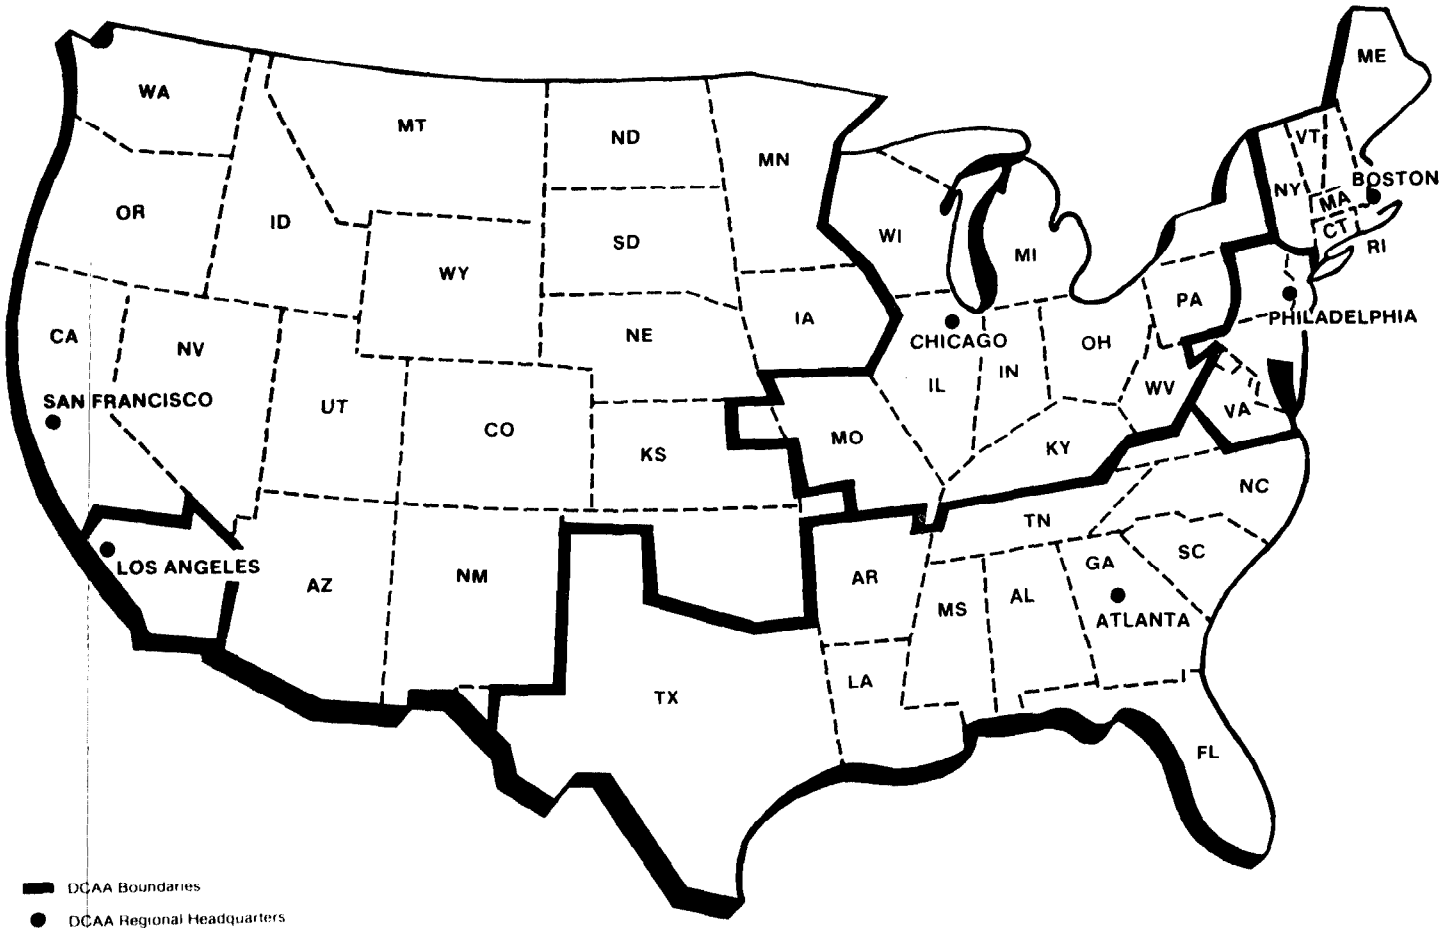 ME
WA
MT
ND
MN
VT
OR
ID
SD
WI
NY
BOSTON
MA
CT
RI
WY
MI
PA
CA
NV
NE
IA
CHICAGO
OH
PHILADELPHIA
SAN FRANCISCO
UT
CO
KS
MO
IL
IN
WV
VA
KY
NC
TN
LOS ANGELES
AZ
NM
AR
MS
AL
GA
SC
ATLANTA
TX
LA
FL
DCAA Boundaries
DCAA Regional Headquarters